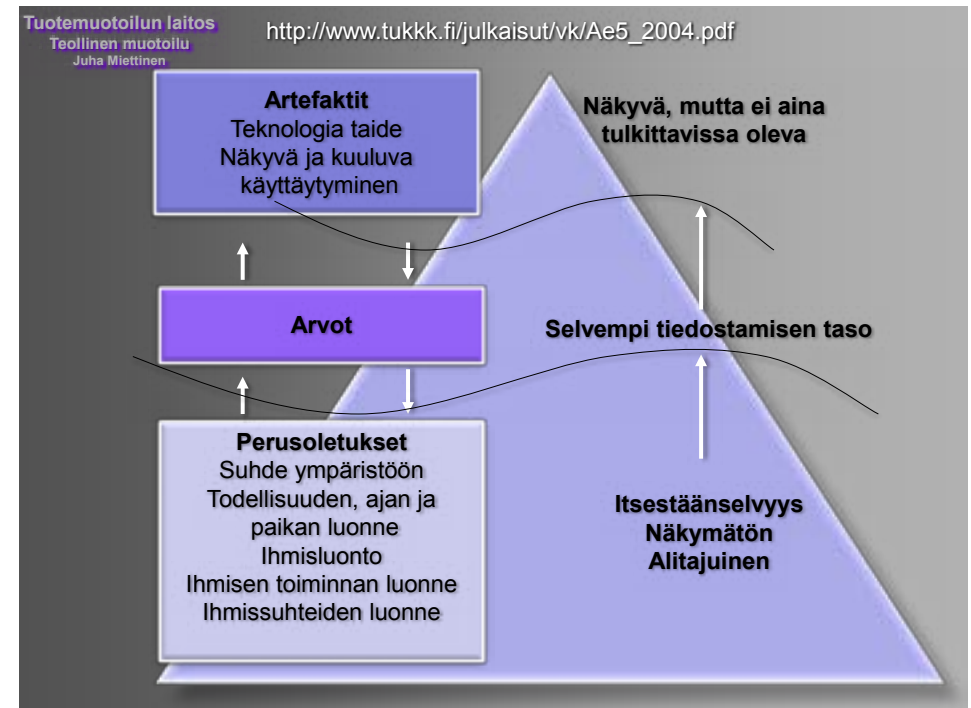 Tuotemuotoilun laitos
Teollinen muotoilu
Juha Miettinen
http://www.tukkk.fi/julkaisut/vk/Ae5_2004.pdf
Artefaktit
Teknologia taide
Näkyvä ja kuuluva
käyttäytyminen
Näkyvä, mutta ei aina
tulkittavissa oleva
Arvot
Selvempi tiedostamisen taso
Perusoletukset
Suhde ympäristöön
Todellisuuden, ajan ja
paikan luonne
Ihmisluonto
Ihmisen toiminnan luonne
Ihmissuhteiden luonne
Itsestäänselvyys
Näkymätön
Alitajuinen